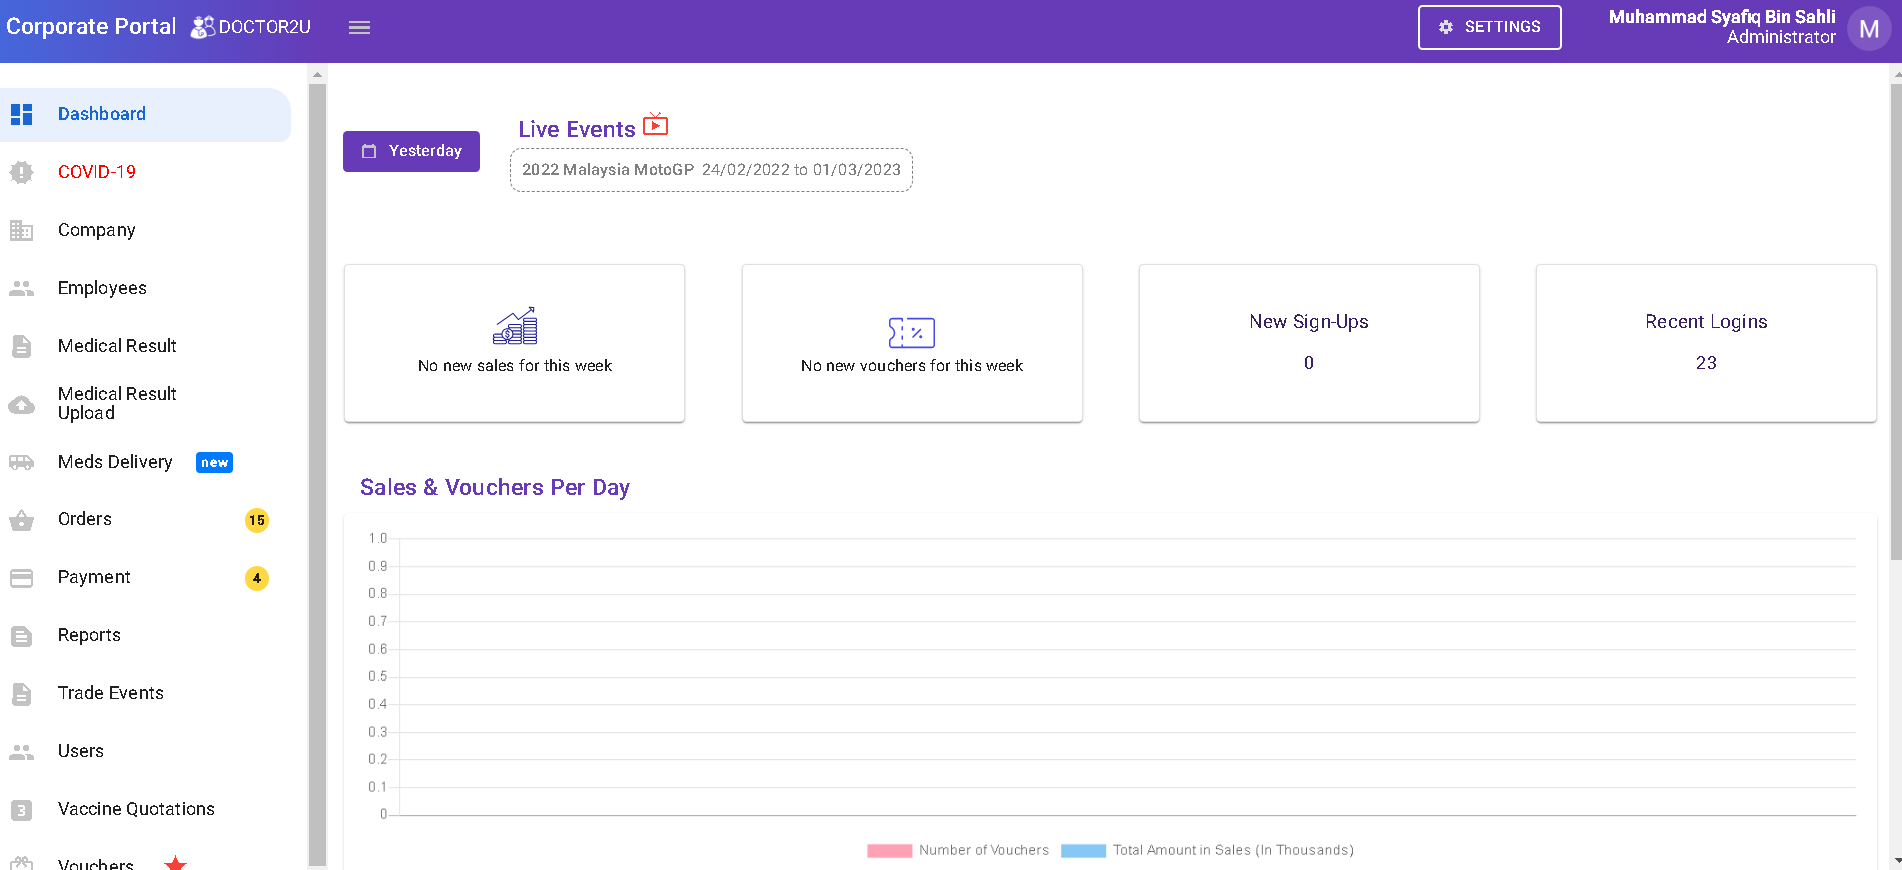 Corporate Portal DOCTOR2U
SETTINGS
Muhammad Syafiq Bin Sahli
Administrator
M
Dashboard
COVID-19
Company
Employees
Medical Result
Medical Result
Upload
Meds Delivery new
Orders 15
Payment 4
Reports
Trade Events
Users
3 Vaccine Quotations
Vouchers
Yesterday
Live Events
2022 Malaysia MotoGP 24/02/2022 to 01/03/2023
No new sales for this week
No new vouchers for this week
New Sign-Ups
0
Recent Logins
23
Sales & Vouchers Per Day
1.0
0.9
0.8
0.7
0.6
0.5
0.4
0.3
0.2
0.1
0
Number of Vouchers Total Amount in Sales (In Thousands)